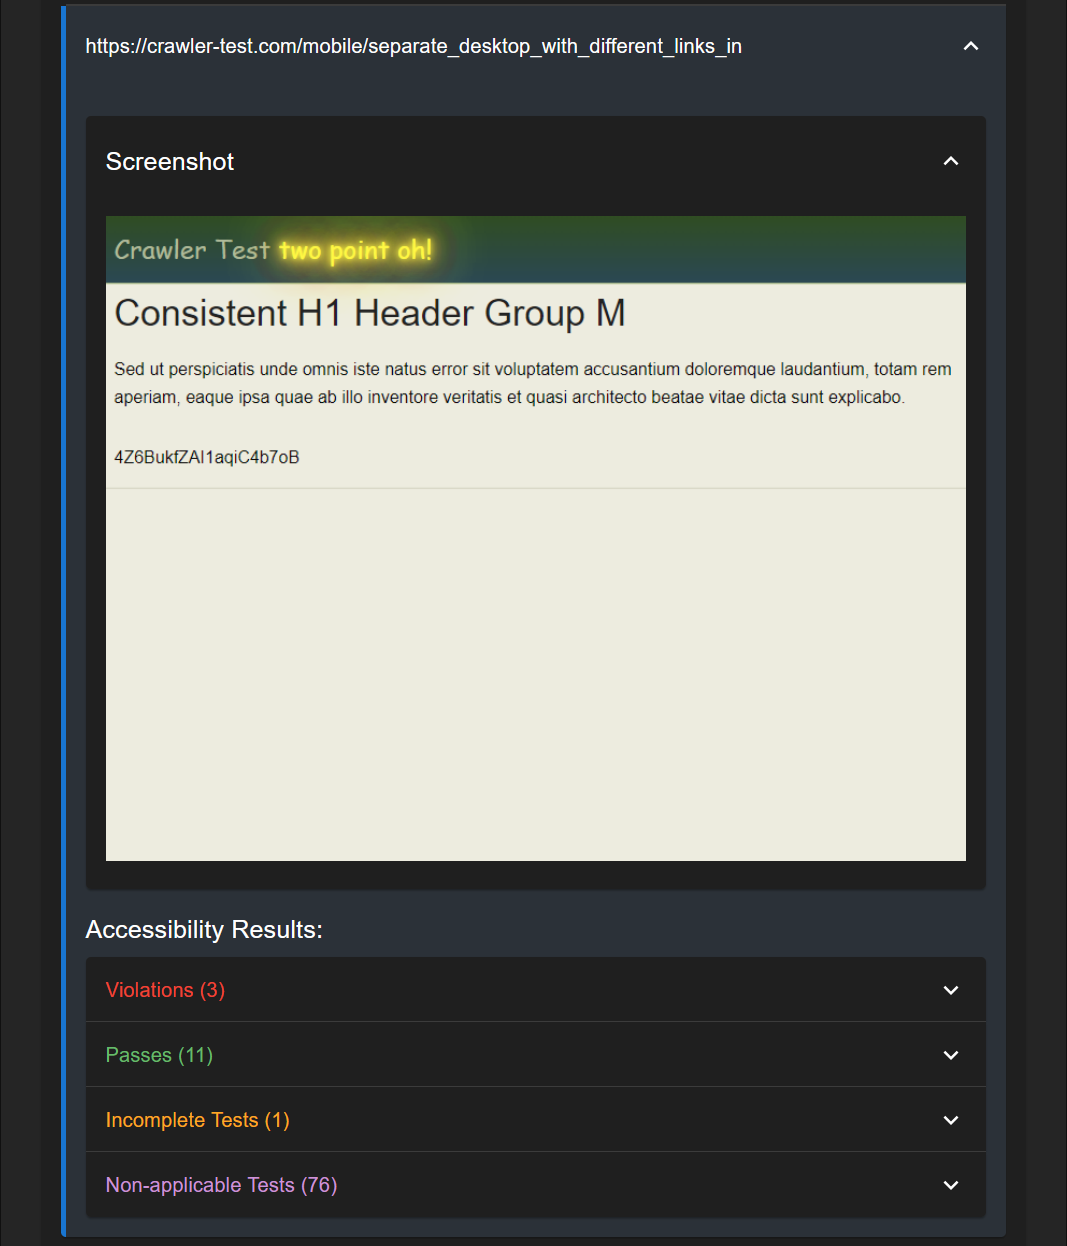 https://crawler-test.com/mobile/separate_desktop_with_different_links_in
Screenshot
Crawler Test two point oh!
Consistent H1 Header Group M
Sed ut perspiciatis unde omnis iste natus error sit voluptatem accusantium doloremque laudantium, totam rem
aperiam, eaque ipsa quae ab illo inventore veritatis et quasi architecto beatae vitae dicta sunt explicabo.
4Z6BukfZAI1aqiC4b7oB
Accessibility Results:
Violations (3)
Passes (11)
Incomplete Tests (1)
Non-applicable Tests (76)